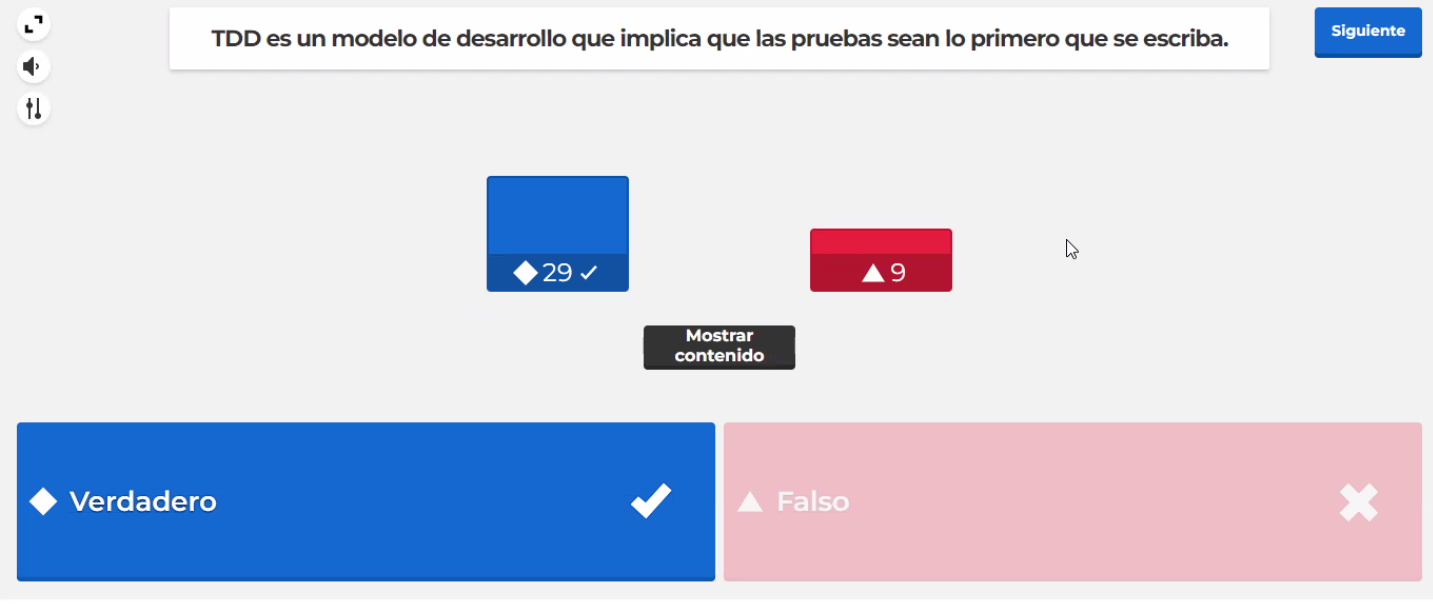 TDD es un modelo de desarrollo que implica que las pruebas sean lo primero que se escriba.
Siguiente
29
9
Mostrar
contenido
Verdadero
Falso